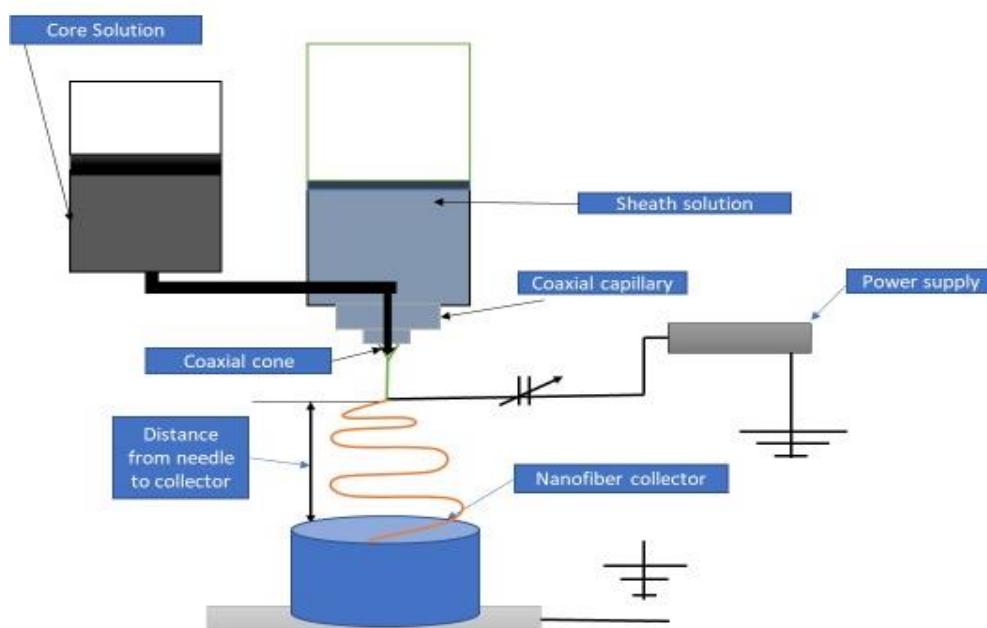 Core Solution
Sheath solution
Coaxial capillary
Power supply
Coaxial cone
Distance
from needle
to collector
Nanofiber collector